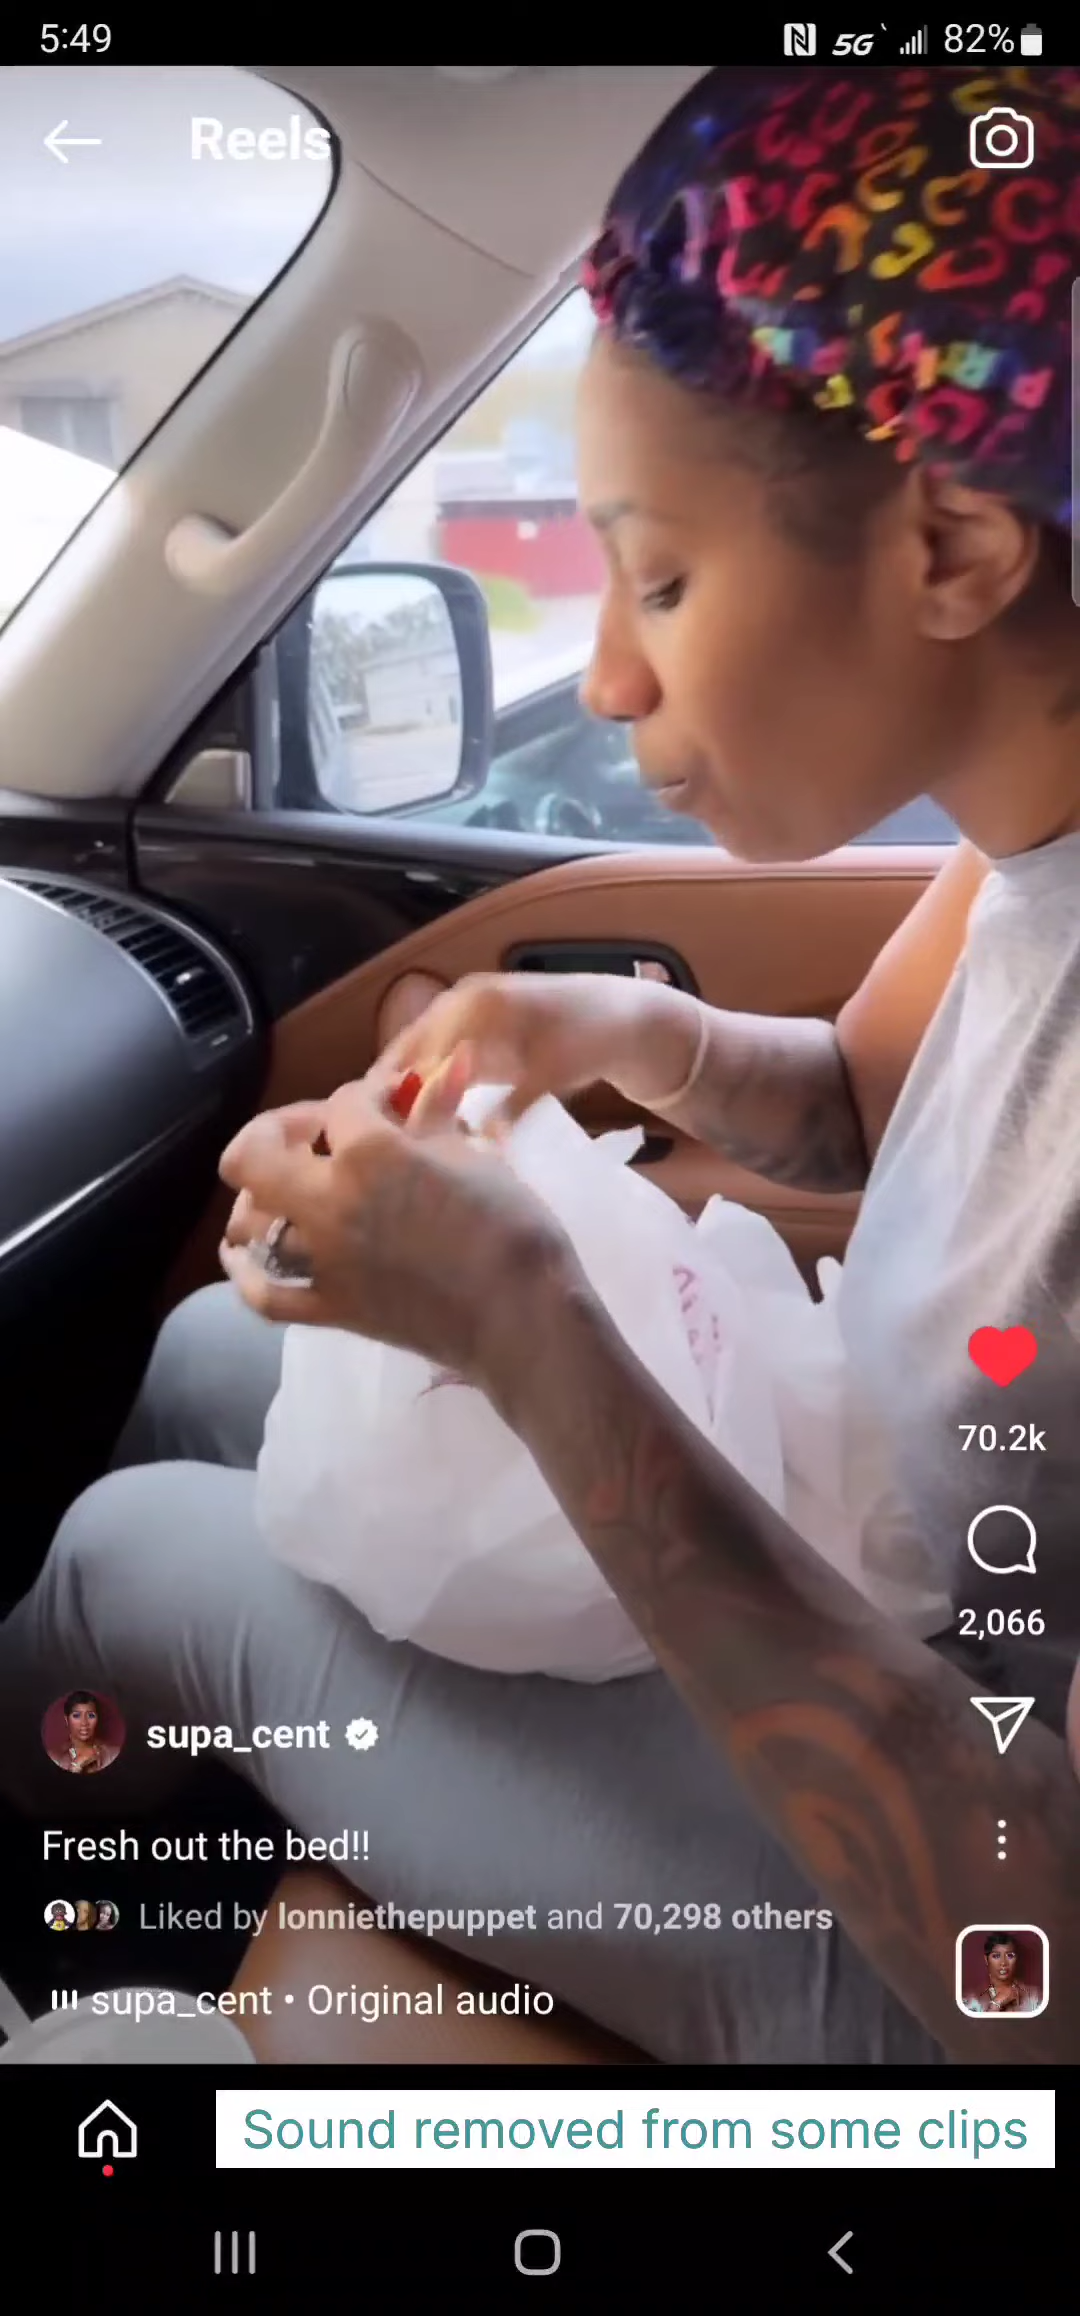 5:49
5G 82%
Reels
70.2k
2,066
supa_cent
Fresh out the bed!!
Liked by lonniethepuppet and 70,298 others
supa_cent • Original audio
Sound removed from some clips